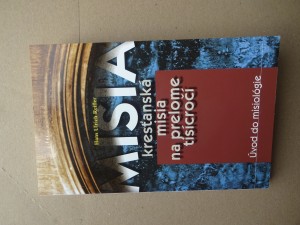 Hans Ulrich Reifler
MISIA
kresťanská
misia
na prelome
tisícročí
Úvod do misiológie